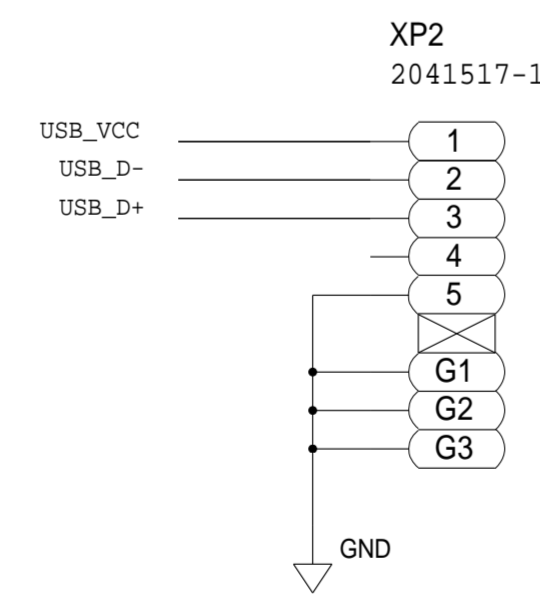 XP2
2041517-1
USB_VCC
1
USB_D-
2
USB_D+
3
4
5
G1
G2
G3
GND